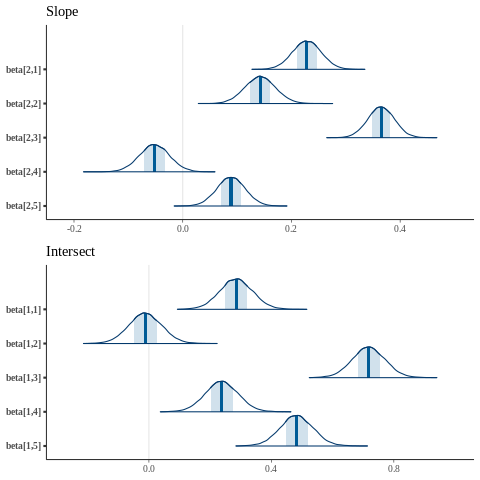 Slope
beta[2,1]
beta[2,2]
beta[2,3]
beta[2,4]
beta[2,5]
-0.2 0.0 0.2 0.4
Intersect
beta[1,1]
beta[1,2]
beta[1,3]
beta[1,4]
beta[1,5]
0.0 0.4 0.8